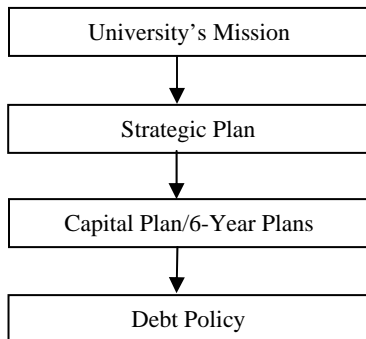 University’s Mission
Strategic Plan
Capital Plan/6-Year Plans
Debt Policy